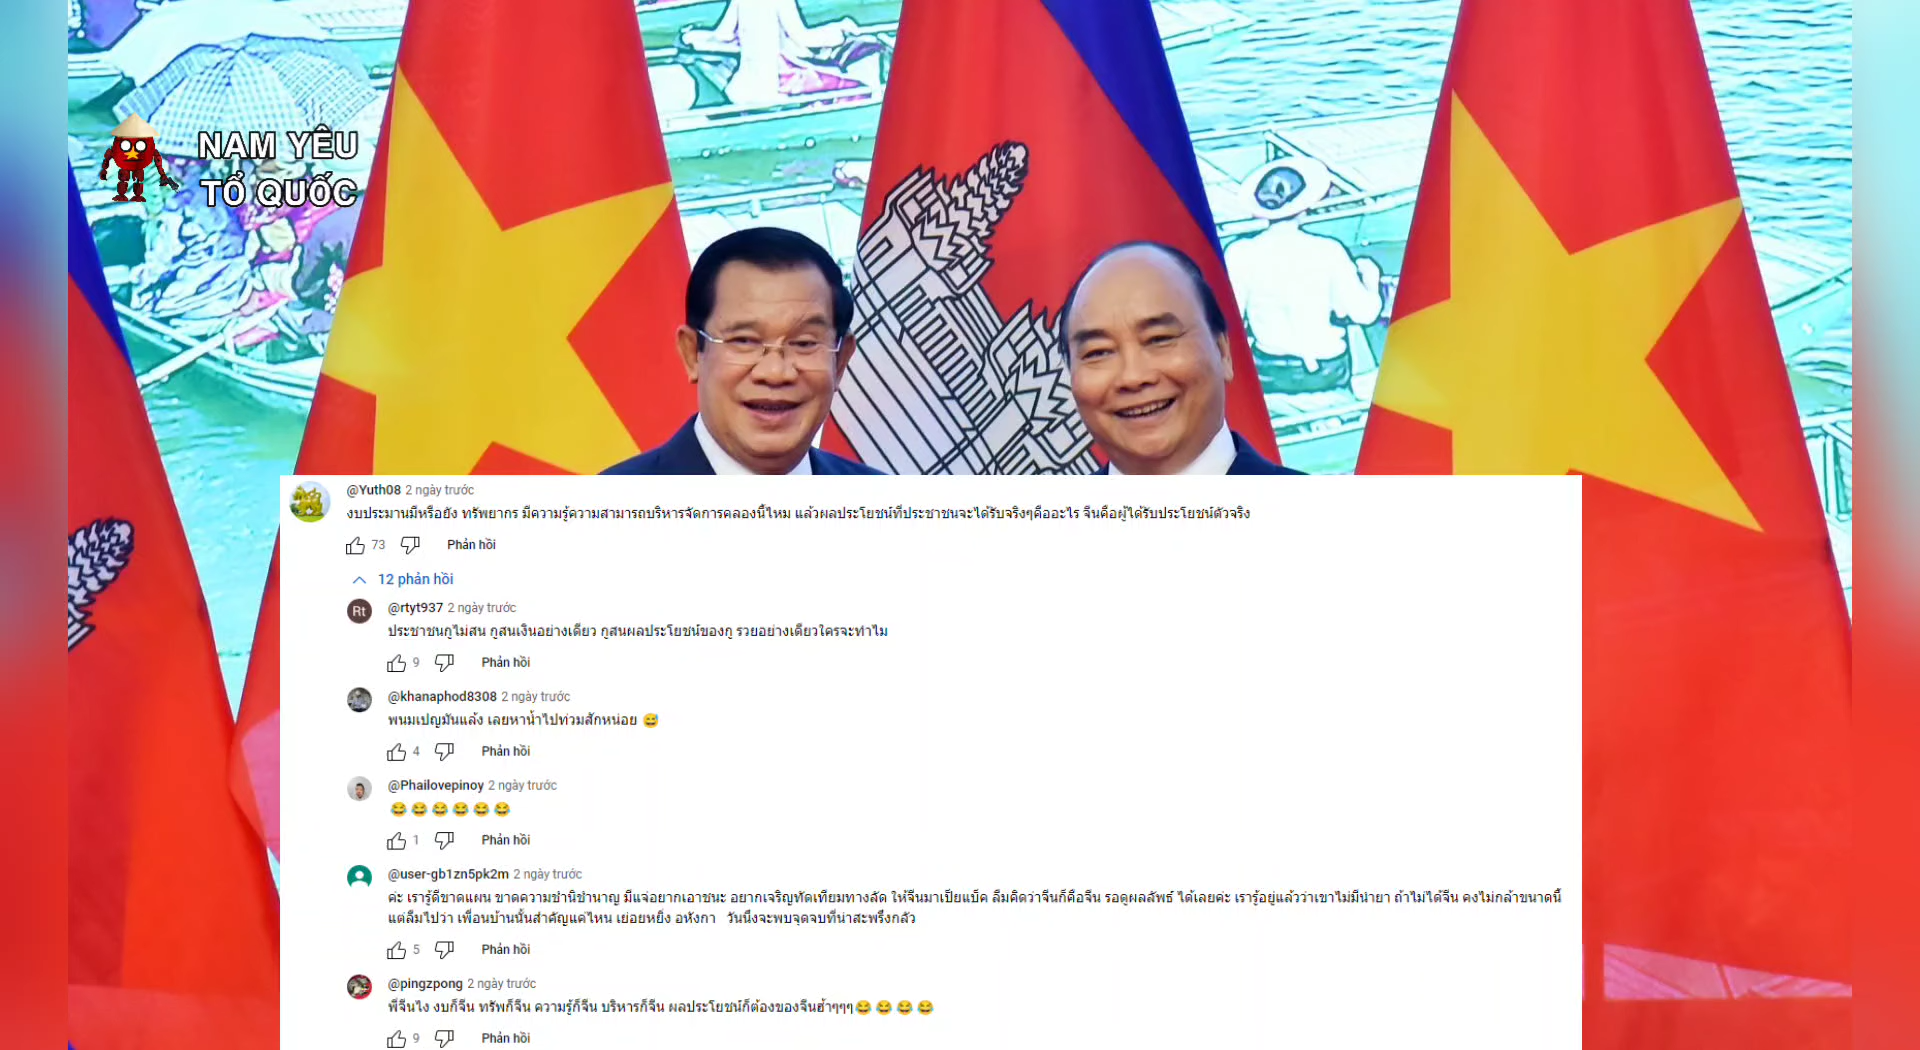 NAM YÊU
TỔ QUỐC
@Yuth08 2 ngày trước
งบประมานมีหรือยัง ทรัพยากร มีความรู้ความสามารถบริหารจัดการคลองนี้ไหม แล้วผลประโยชน์ที่ประชาชนจะได้รับจริงๆคืออะไร จีนคือผู้ได้รับประโยชน์ตัวจริง
73 Phản hồi
12 phản hồi
Rt
@rtyt937 2 ngày trước
ประชาชนกูไม่สน กูสนเงินอย่างเดียว กูสนผลประโยชน์ของกู รวยอย่างเดียวใครจะทำไม
9 Phản hồi
@khanaphod8308 2 ngày trước
พนมเปญมันแล้ง เลยหาน้ำไปท่วมสักหน่อย 😅
4 Phản hồi
@Phailovepinoy 2 ngày trước
😂😂😂😂😂😂
1 Phản hồi
@user-gb1zn5pk2m 2 ngày trước
ค่ะ เรารู้ดีขาดแผน ขาดความชำนิชำนาญ มีแจ่อยากเอาชนะ อยากเจริญทัดเทียมทางลัด ให้จีนมาเปียแบ็ค ลืมคิดว่าจีนก็คือจีน รอดูผลลัพธ์ ได้เลยค่ะ เรารู้อยู่แล้วว่าเขาไม่มีนำยา ถ้าไม่ได้จีน คงไม่กล้าขนาดนี้
แต่ลืมไปว่า เพื่อนบ้านนั้นสำคัญแค่ไหน เย่อยหยิ่ง อหังกา วันนึงจะพบจุดจบที่น่าสะพรึงกลัว
5 Phản hồi
@pingzpong 2 ngày trước
พี่จีนไง งบก็จีน ทรัพก็จีน ความรู้ก็จีน บริหารก็จีน ผลประโยชน์ก็ต้องของจีนฮ้าๆๆๆ😂😂😂😂
9 Phản hồi